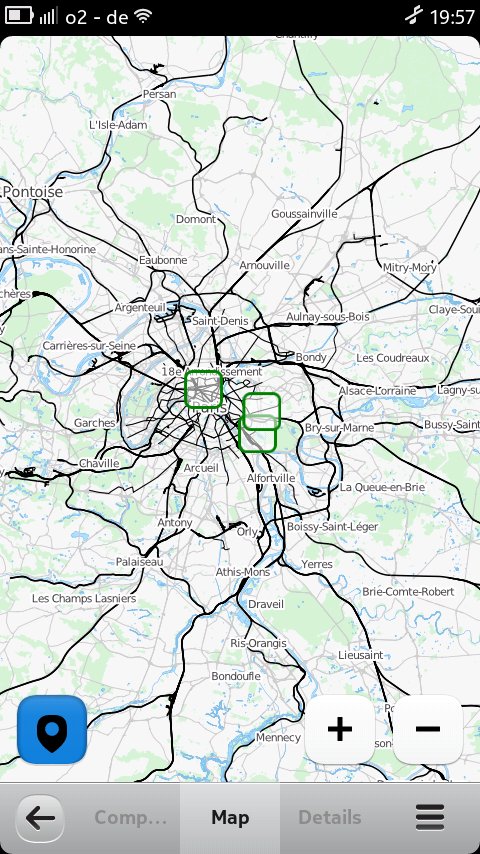 o2 - de 19:57
Chantilly
Persan
L'Isle-Adam
Pontoise
Domont
Goussainville
ans-Sainte-Honorine
Eaubonne
Arnouville
Mitry-Mory
chères
Argenteuil
Saint-Denis
Aulnay-sous-Bois
Claye-Soui
Carrières-sur-Seine
Bondy
Les Coudreaux
18e
ondissement
Alsace-Lorraine
Lagny-su
Garches
Bry-sur-Marne
Bussy-Saint
Chaville
Arcueil
Alfortville
La Queue-en-Brie
Antony
Orly
Boissy-Saint-Léger
Palaiseau
Athis-Mons
Yerres
Les Champs Lasniers
Brie-Comte-Robert
Draveil
Ris-Orangis
Lieusaint
Bondoufle
Mennecy
son-
+ −
Comp... Map Details